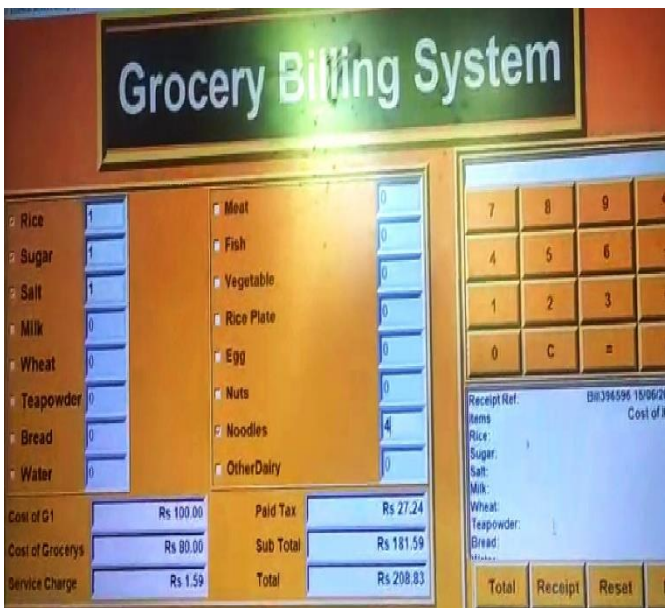 Grocery Billing System
Rice 1
Sugar 1
Salt 1
Milk 0
Wheat 0
Teapowder 0
Bread 0
Water 0
Meat 0
Fish 0
Vegetable 0
Rice Plate 0
Egg 0
Nuts 0
Noodles 4
OtherDairy 0
Cost of G1 Rs 100.00
Cost of Grocerys Rs 80.00
Service Charge Rs 1.59
Paid Tax Rs 27.24
Sub Total Rs 181.59
Total Rs 208.83
7 8 9
4 5 6
1 2 3
0 C =
Receipt Ref: Bill396596 15/06/20
Items Cost of
Rice:
Sugar:
Salt:
Milk:
Wheat:
Teapowder:
Bread:
Total Receipt Reset